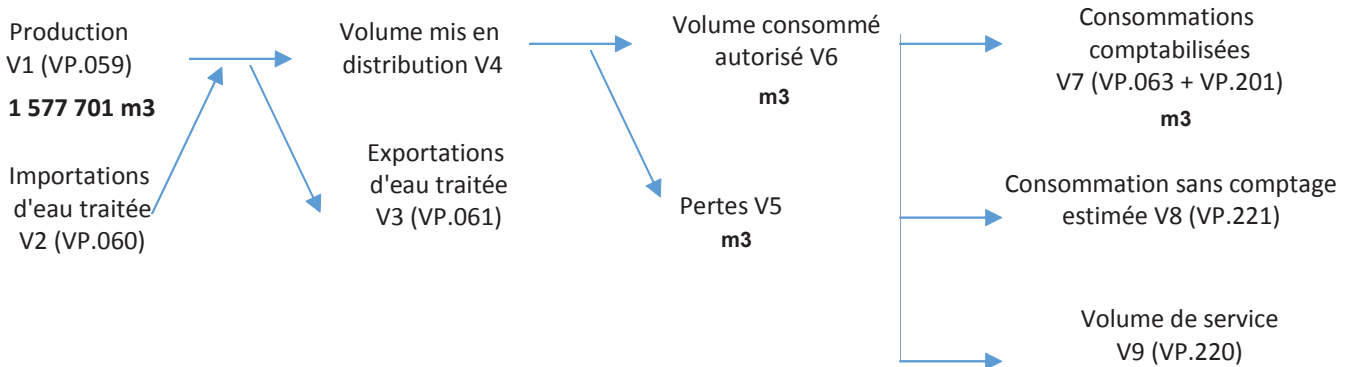 Production
V1 (VP.059)
1 577 701 m3
Importations
d'eau traitée
V2 (VP.060)
Volume mis en
distribution V4
Exportations
d'eau traitée
V3 (VP.061)
Volume consommé
autorisé V6
m3
Pertes V5
m3
Consommations
comptabilisées
V7 (VP.063 + VP.201)
m3
Consommation sans comptage
estimée V8 (VP.221)
Volume de service
V9 (VP.220)